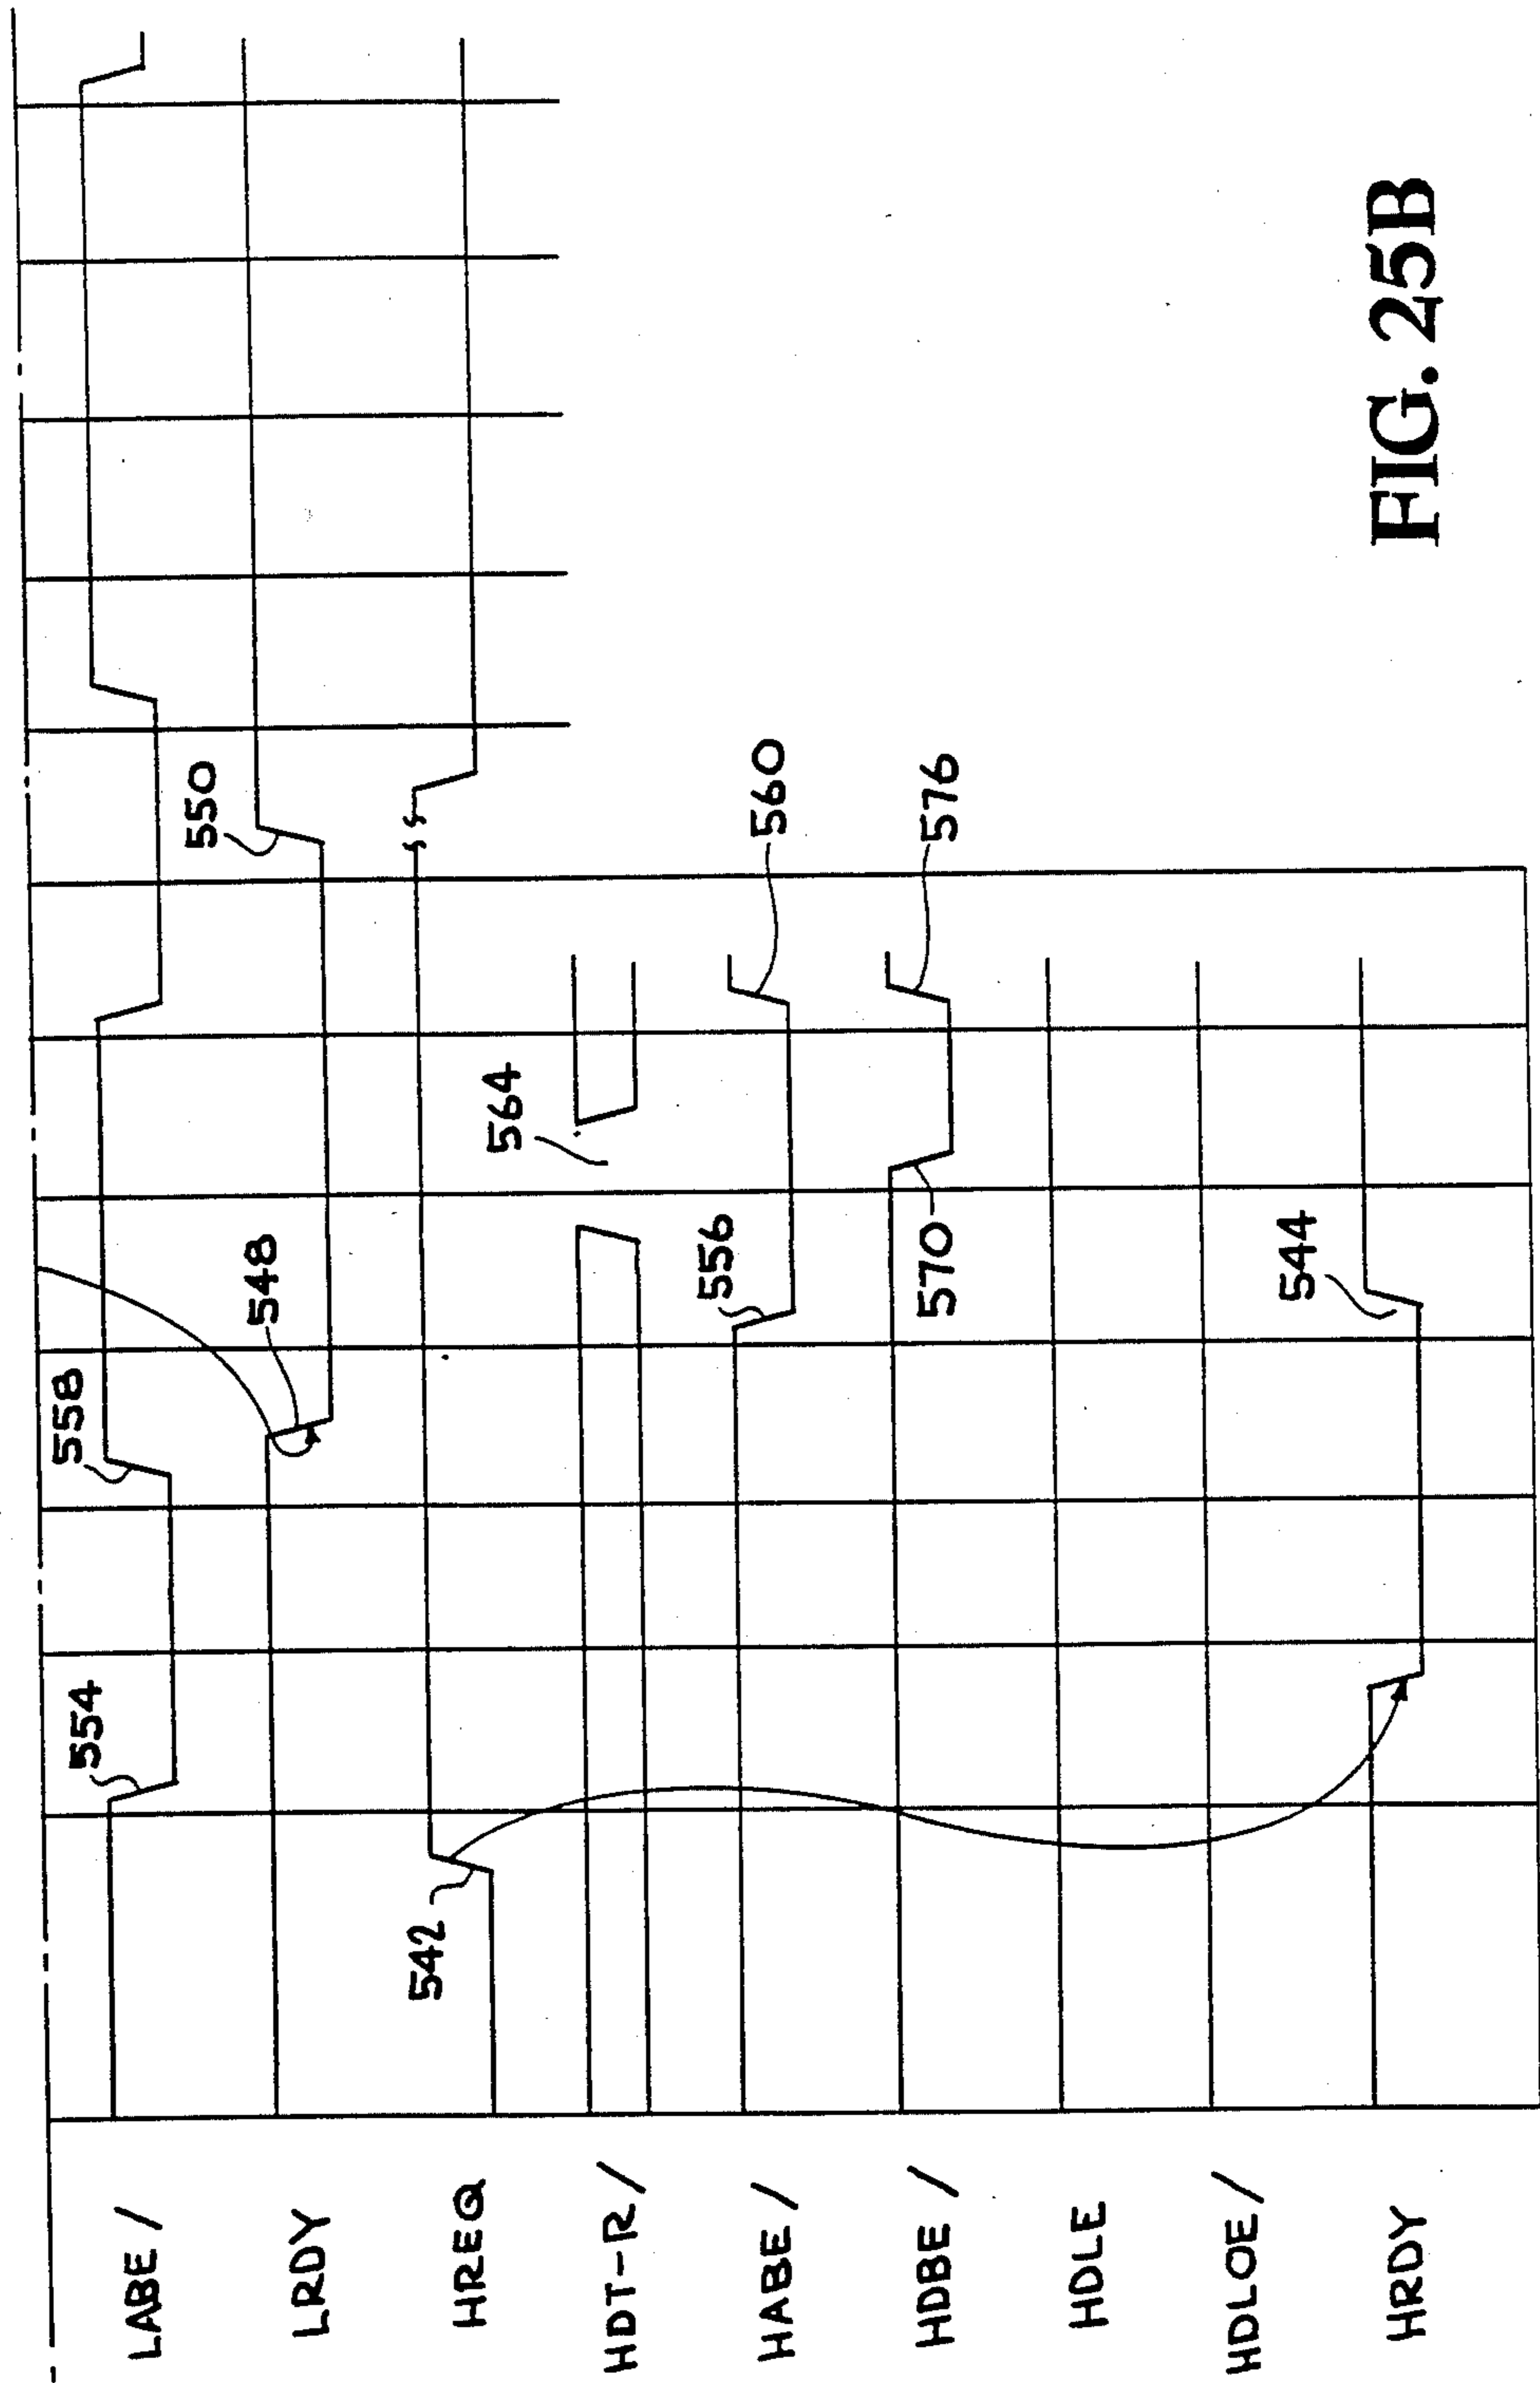 554
558
550
LABE /
548
LRDY
542
HREQ
564
HDT-R /
556
560
HABE /
570
576
HDBE /
HDLE
HDLOE /
544
HRDY
FIG. 25B